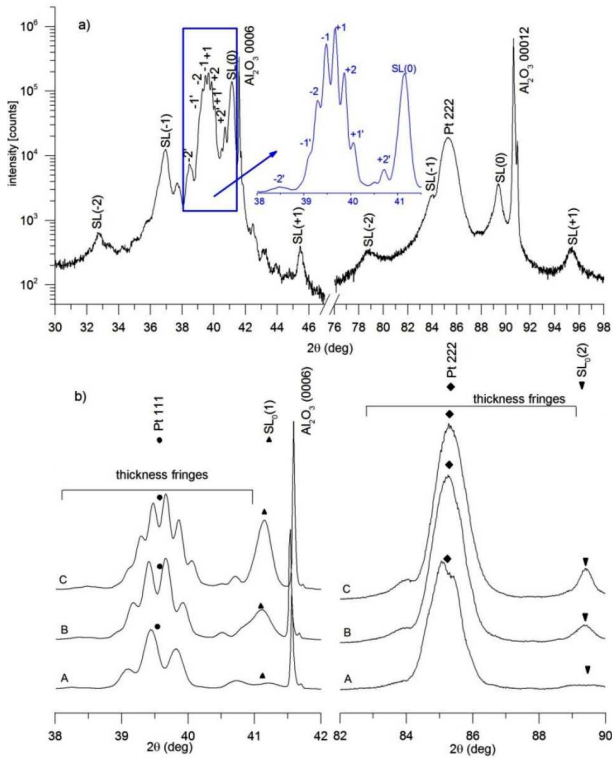 a)
intensity [counts]
10⁶
10⁵
10⁴
10³
10²
SL(-2)
SL(-1)
-2'
-1'
-2
-1
+1
+2
+1'
+2'
SL(0)
Al₂O₃ 0006
SL(+1)
-2'
-1'
-2
-1
+1
+2
+1'
+2'
SL(0)
38 39 40 41
SL(-2)
SL(-1)
Pt 222
SL(0)
Al₂O₃ 00012
SL(+1)
30 32 34 36 38 40 42 44 46 76 78 80 82 84 86 88 90 92 94 96 98
2θ (deg)
b)
Pt 111
SL₀(1)
Al₂O₃ (0006)
thickness fringes
C
B
A
38 39 40 41 42
2θ (deg)
Pt 222
SL₀(2)
thickness fringes
C
B
A
82 84 86 88 90
2θ (deg)